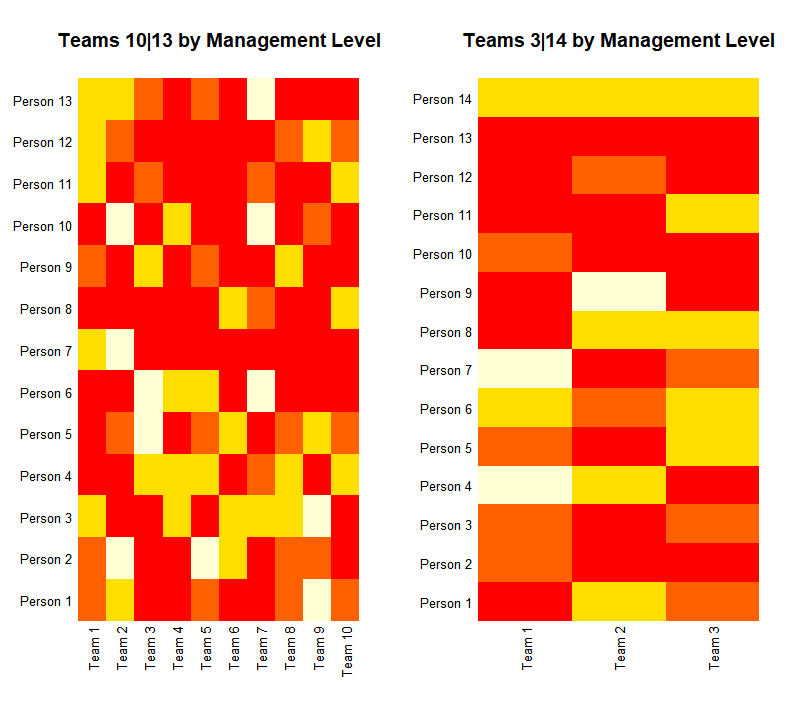 Teams 10|13 by Management Level
Person 13
Person 12
Person 11
Person 10
Person 9
Person 8
Person 7
Person 6
Person 5
Person 4
Person 3
Person 2
Person 1
Team 1
Team 2
Team 3
Team 4
Team 5
Team 6
Team 7
Team 8
Team 9
Team 10
Teams 3|14 by Management Level
Person 14
Person 13
Person 12
Person 11
Person 10
Person 9
Person 8
Person 7
Person 6
Person 5
Person 4
Person 3
Person 2
Person 1
Team 1
Team 2
Team 3